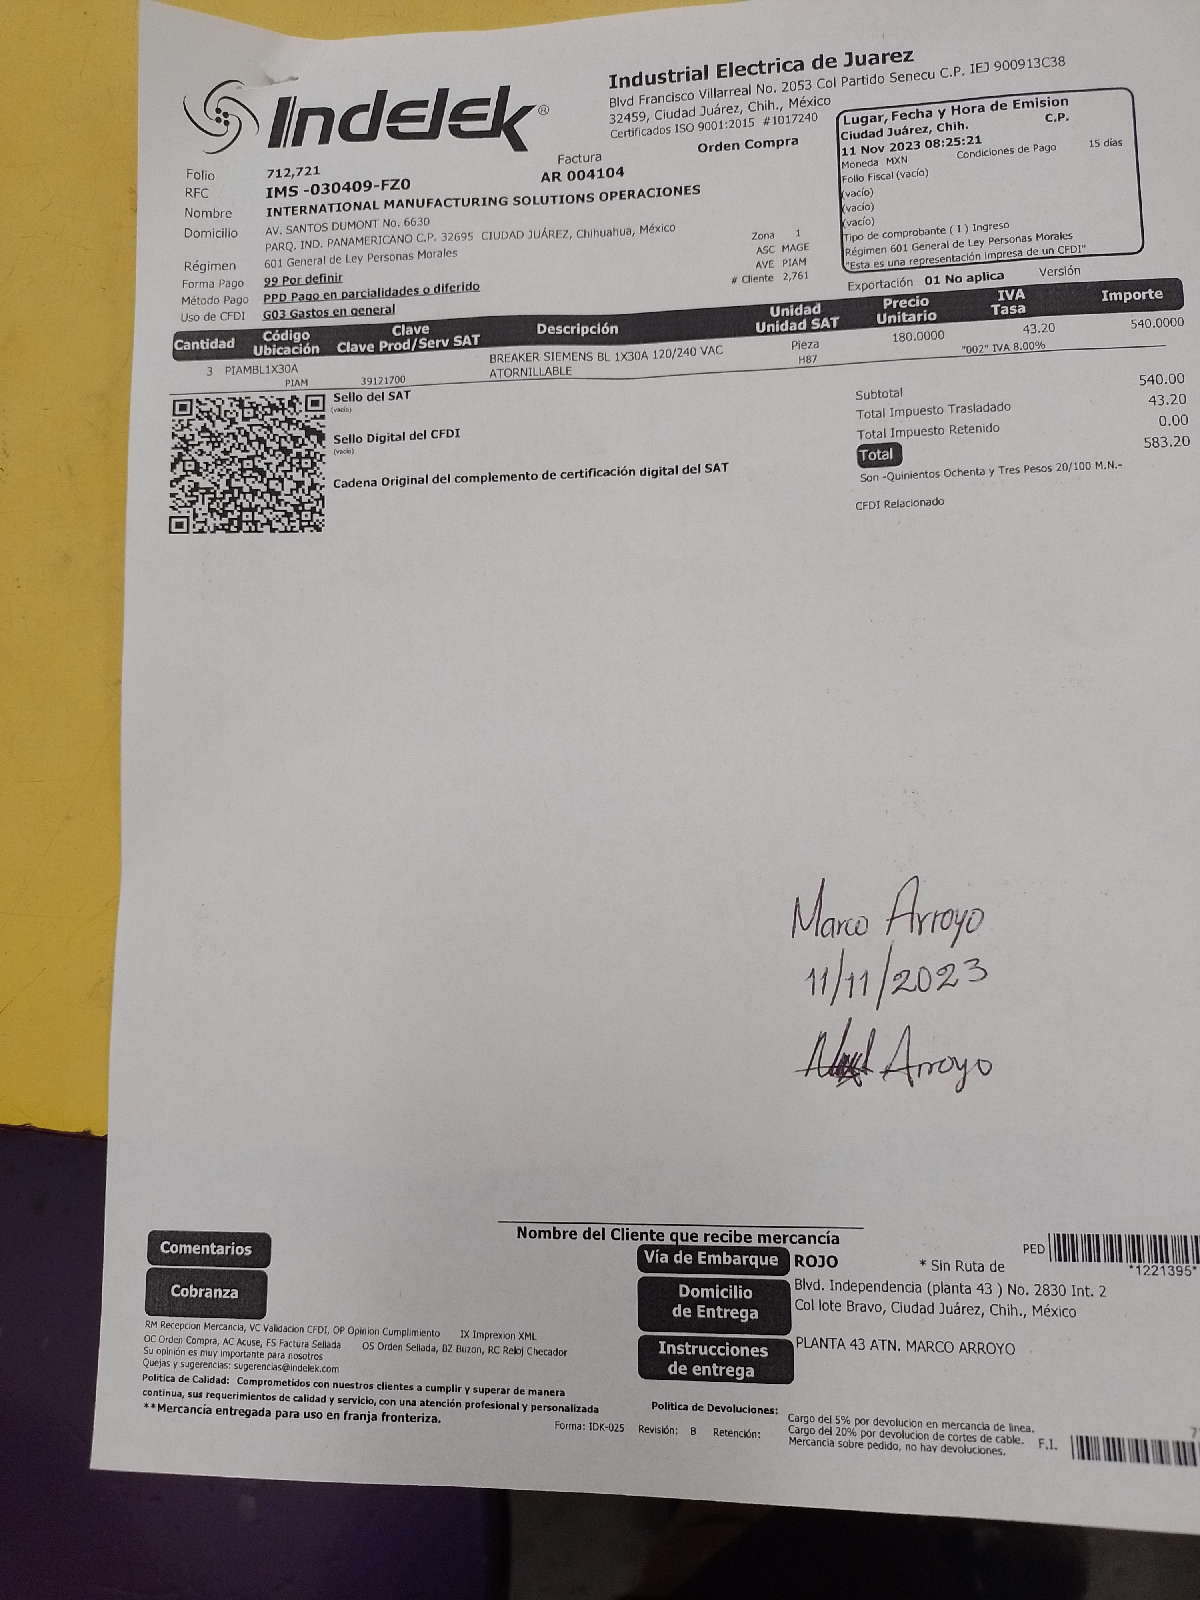 Indelek®
Industrial Electrica de Juarez
Blvd Francisco Villarreal No. 2053 Col Partido Senecu C.P. IEJ 900913C38
32459, Ciudad Juárez, Chih., México
Certificados ISO 9001:2015 #1017240
Orden Compra
Lugar, Fecha y Hora de Emision
Ciudad Juárez, Chih. C.P.
11 Nov 2023 08:25:21
Moneda MXN Condiciones de Pago 15 días
Folio Fiscal (vacío)
(vacío)
(vacío)
(vacío)
Tipo de comprobante ( I ) Ingreso
Régimen 601 General de Ley Personas Morales
"Esta es una representación impresa de un CFDI"
Folio 712,721 Factura
RFC IMS -030409-FZ0 AR 004104
Nombre INTERNATIONAL MANUFACTURING SOLUTIONS OPERACIONES
Domicilio AV. SANTOS DUMONT No. 6630
PARQ. IND. PANAMERICANO C.P. 32695 CIUDAD JUÁREZ, Chihuahua, México
Régimen 601 General de Ley Personas Morales
Forma Pago 99 Por definir
Método Pago PPD Pago en parcialidades o diferido
Uso de CFDI G03 Gastos en general
Zona 1
ASC MAGE
AVE PIAM
# Cliente 2,761
Exportación 01 No aplica Versión
Cantidad Código Ubicación Clave Clave Prod/Serv SAT Descripción Unidad Unidad SAT Precio Unitario IVA Tasa Importe
3 PIAMBL1X30A BREAKER SIEMENS BL 1X30A 120/240 VAC Pieza 180.0000 43.20 540.0000
PIAM 39121700 ATORNILLABLE H87 "002" IVA 8.00%
Sello del SAT
(vacío)
Sello Digital del CFDI
(vacío)
Cadena Original del complemento de certificación digital del SAT
Subtotal 540.00
Total Impuesto Trasladado 43.20
Total Impuesto Retenido 0.00
Total 583.20
Son -Quinientos Ochenta y Tres Pesos 20/100 M.N.-
CFDI Relacionado
Marco Arroyo
11/11/2023
Arroyo
Nombre del Cliente que recibe mercancía
Comentarios
Cobranza
Vía de Embarque ROJO * Sin Ruta de
PED *1221395*
Domicilio de Entrega
Blvd. Independencia (planta 43 ) No. 2830 Int. 2
Col lote Bravo, Ciudad Juárez, Chih., México
Instrucciones de entrega
PLANTA 43 ATN. MARCO ARROYO
RM Recepcion Mercancia, VC Validacion CFDI, OP Opinion Cumplimiento IX Imprexion XML
OC Orden Compra, AC Acuse, FS Factura Sellada OS Orden Sellada, BZ Buzon, RC Reloj Checador
Su opinión es muy importante para nosotros
Quejas y sugerencias: sugerencias@indelek.com
Politica de Calidad: Comprometidos con nuestros clientes a cumplir y superar de manera
continua, sus requerimientos de calidad y servicio, con una atención profesional y personalizada
**Mercancía entregada para uso en franja fronteriza.
Forma: IDK-025 Revisión: B Retención:
Politica de Devoluciones:
Cargo del 5% por devolucion en mercancia de linea.
Cargo del 20% por devolucion de cortes de cable.
Mercancia sobre pedido, no hay devoluciones.
F.I.